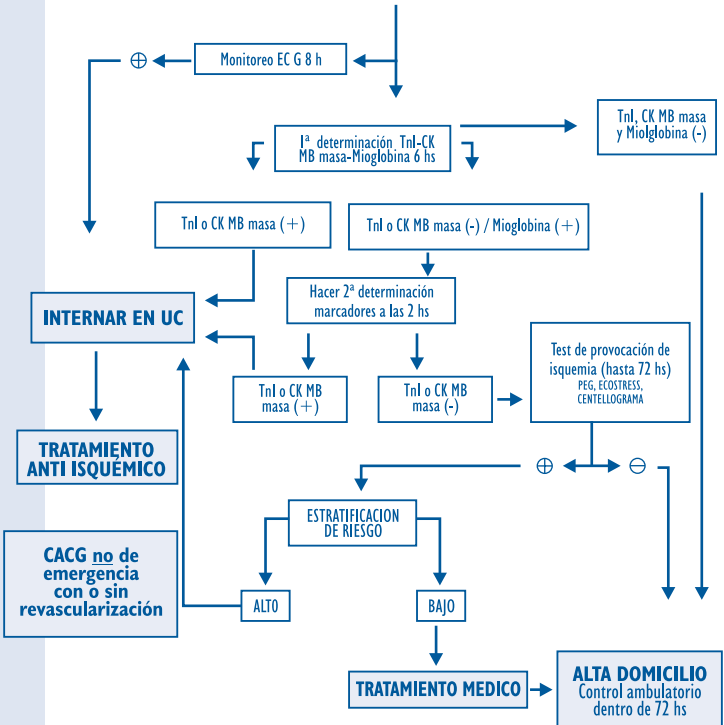 Monitoreo EC G 8 h
⊕
TnI, CK MB masa
y Miolglobina (-)
1ª determinación TnI-CK
MB masa-Mioglobina 6 hs
TnI o CK MB masa (+)
TnI o CK MB masa (-) / Mioglobina (+)
Hacer 2ª determinación
marcadores a las 2 hs
INTERNAR EN UC
Test de provocación de
isquemia (hasta 72 hs)
PEG, ECOSTRESS,
CENTELLOGRAMA
TnI o CK MB
masa (+)
TnI o CK MB
masa (-)
TRATAMIENTO
ANTI ISQUÉMICO
⊕
⊖
ESTRATIFICACION
DE RIESGO
CACG no de
emergencia
con o sin
revascularización
ALTO
BAJO
TRATAMIENTO MEDICO
ALTA DOMICILIO
Control ambulatorio
dentro de 72 hs